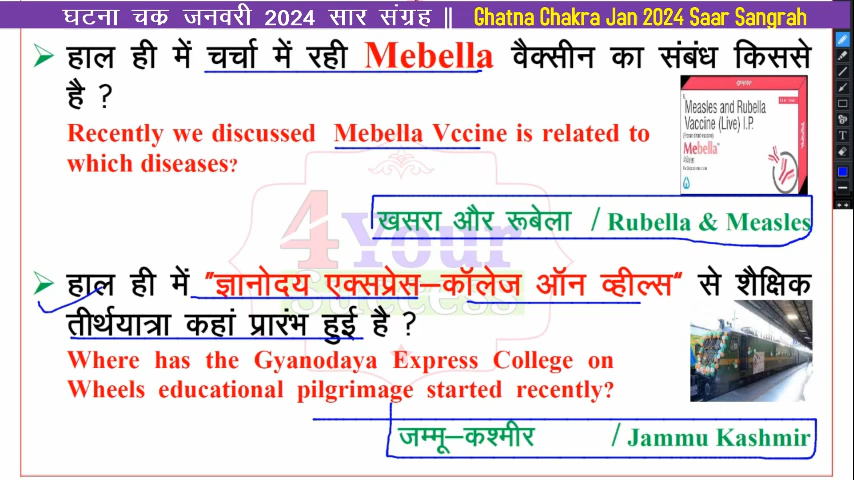 घटना चक्र जनवरी 2024 सार संग्रह || Ghatna Chakra Jan 2024 Saar Sangrah
हाल ही में चर्चा में रही Mebella वैक्सीन का संबंध किससे
है ?
Recently we discussed Mebella Vccine is related to
which diseases?
Measles and Rubella
Vaccine (Live) I.P.
Mebella
खसरा और रूबेला / Rubella & Measles
4
Your
Success
हाल ही में "ज्ञानोदय एक्सप्रेस–कॉलेज ऑन व्हील्स" से शैक्षिक
तीर्थयात्रा कहां प्रारंभ हुई है ?
Where has the Gyanodaya Express College on
Wheels educational pilgrimage started recently?
जम्मू–कश्मीर / Jammu Kashmir